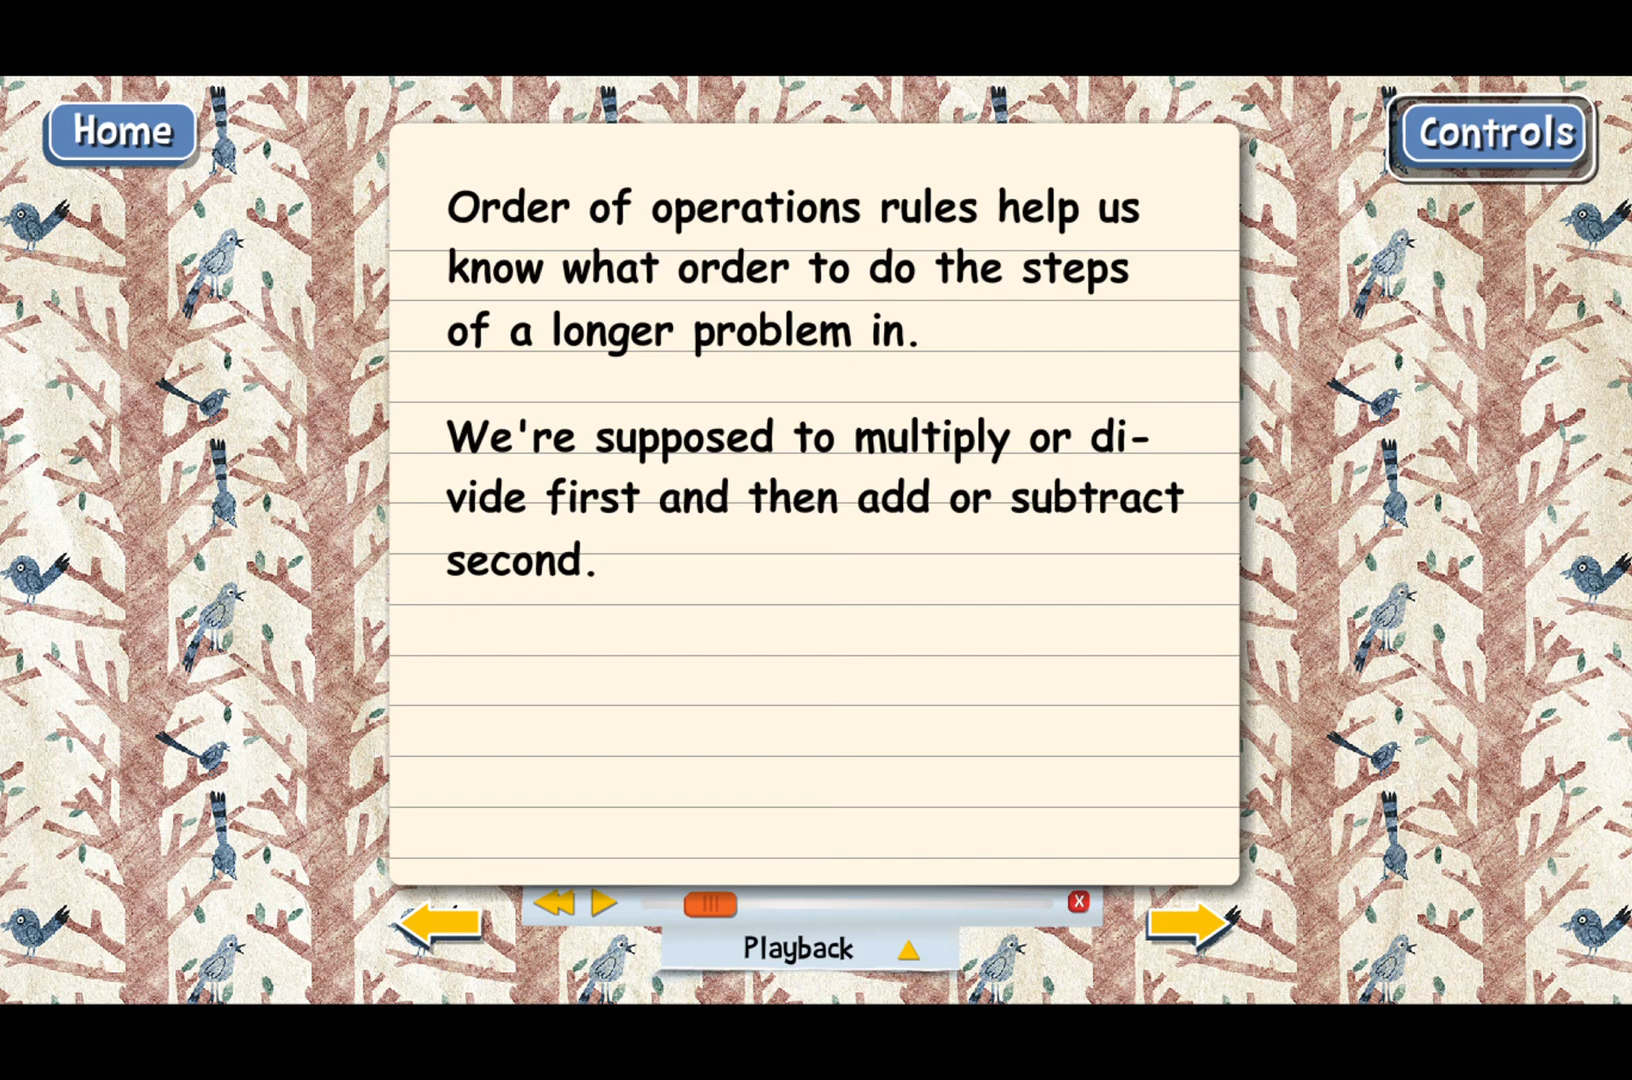 Home
Controls
Order of operations rules help us
know what order to do the steps
of a longer problem in.
We're supposed to multiply or di-
vide first and then add or subtract
second.
X
Playback